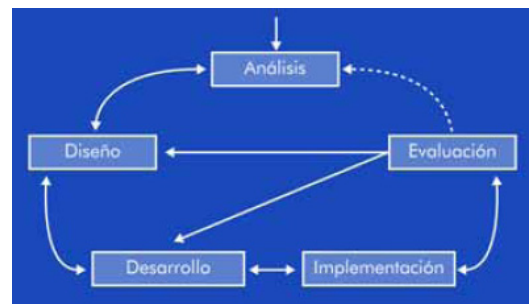 Análisis
Diseño
Evaluación
Desarrollo
Implementación